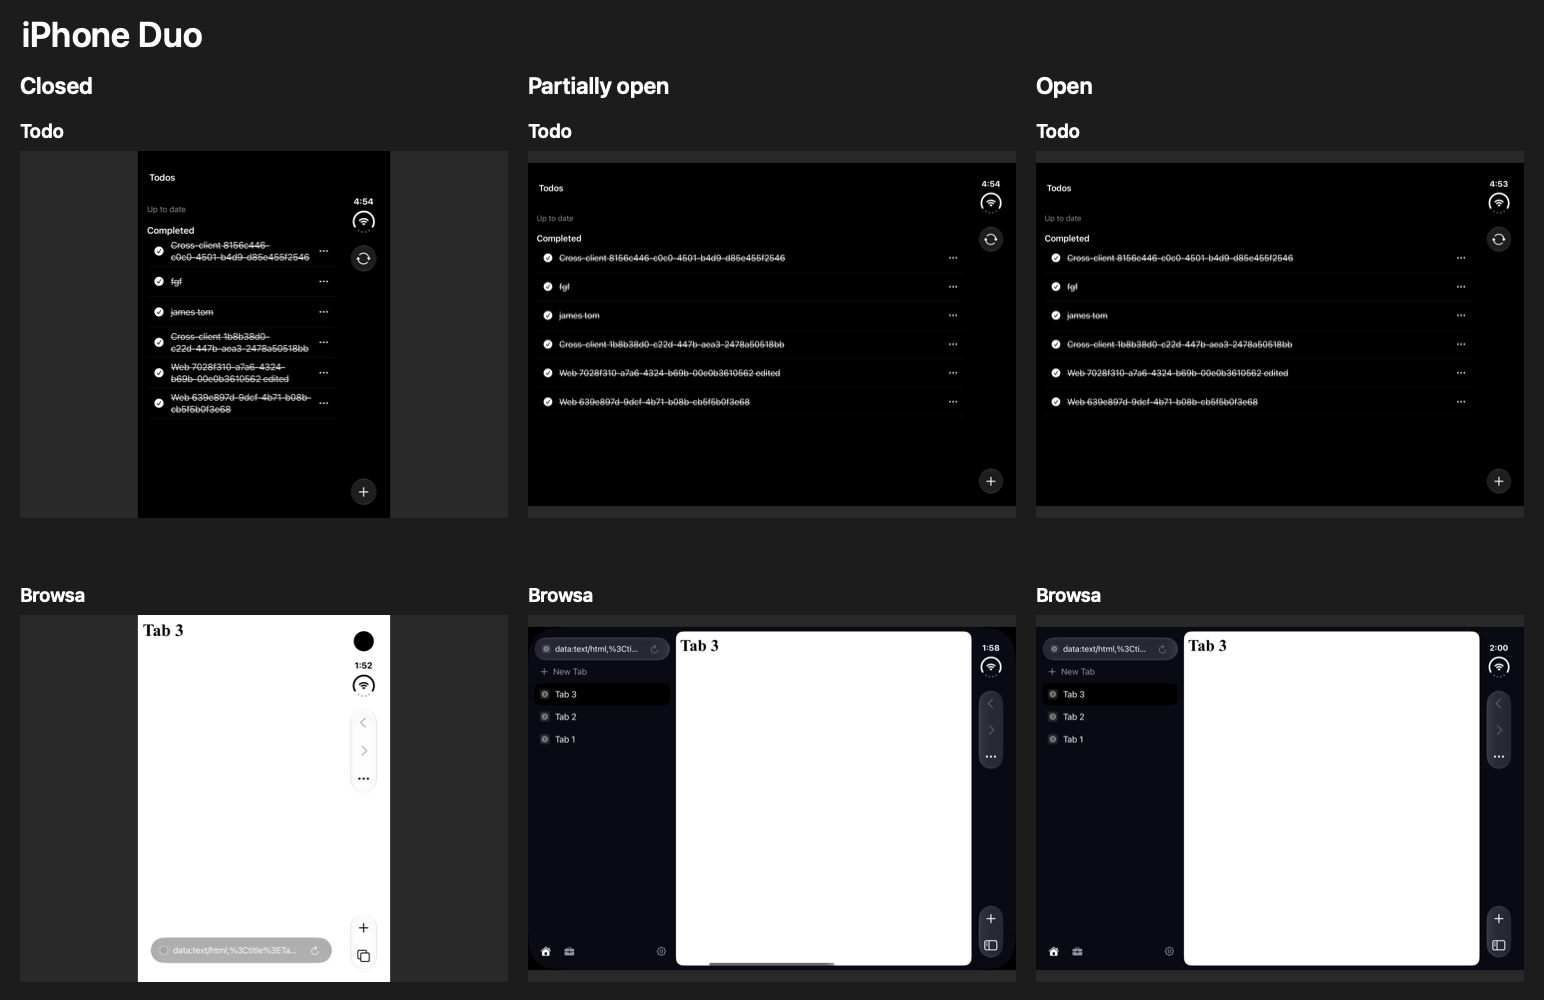 iPhone Duo
Closed
Partially open
Open
Todo
Todo
Todo
Todos
4:54
Up to date
Completed
Cross-client 8156c446-
c0c0-4501-b4d9-d85e455f2546
fgf
james tom
Cross-client 1b8b38d0-
c22d-447b-aea3-2478a50518bb
Web 7028f310-a7a6-4324-
b69b-00e0b3610562 edited
Web 639e897d-9dcf-4b71-b08b-
cb5f5b0f3e68
Todos
4:54
Up to date
Completed
Cross-client 8156c446-c0c0-4501-b4d9-d85e455f2546
fgf
james tom
Cross-client 1b8b38d0-c22d-447b-aea3-2478a50518bb
Web 7028f310-a7a6-4324-b69b-00e0b3610562 edited
Web 639e897d-9dcf-4b71-b08b-cb5f5b0f3e68
Todos
4:53
Up to date
Completed
Cross-client 8156c446-c0c0-4501-b4d9-d85e455f2546
fgf
james tom
Cross-client 1b8b38d0-c22d-447b-aea3-2478a50518bb
Web 7028f310-a7a6-4324-b69b-00e0b3610562 edited
Web 639e897d-9dcf-4b71-b08b-cb5f5b0f3e68
Browsa
Browsa
Browsa
Tab 3
1:52
data:text/html,%3Ctitle%3ETa...
data:text/html,%3Cti...
New Tab
Tab 3
Tab 2
Tab 1
Tab 3
1:58
data:text/html,%3Cti...
New Tab
Tab 3
Tab 2
Tab 1
Tab 3
2:00